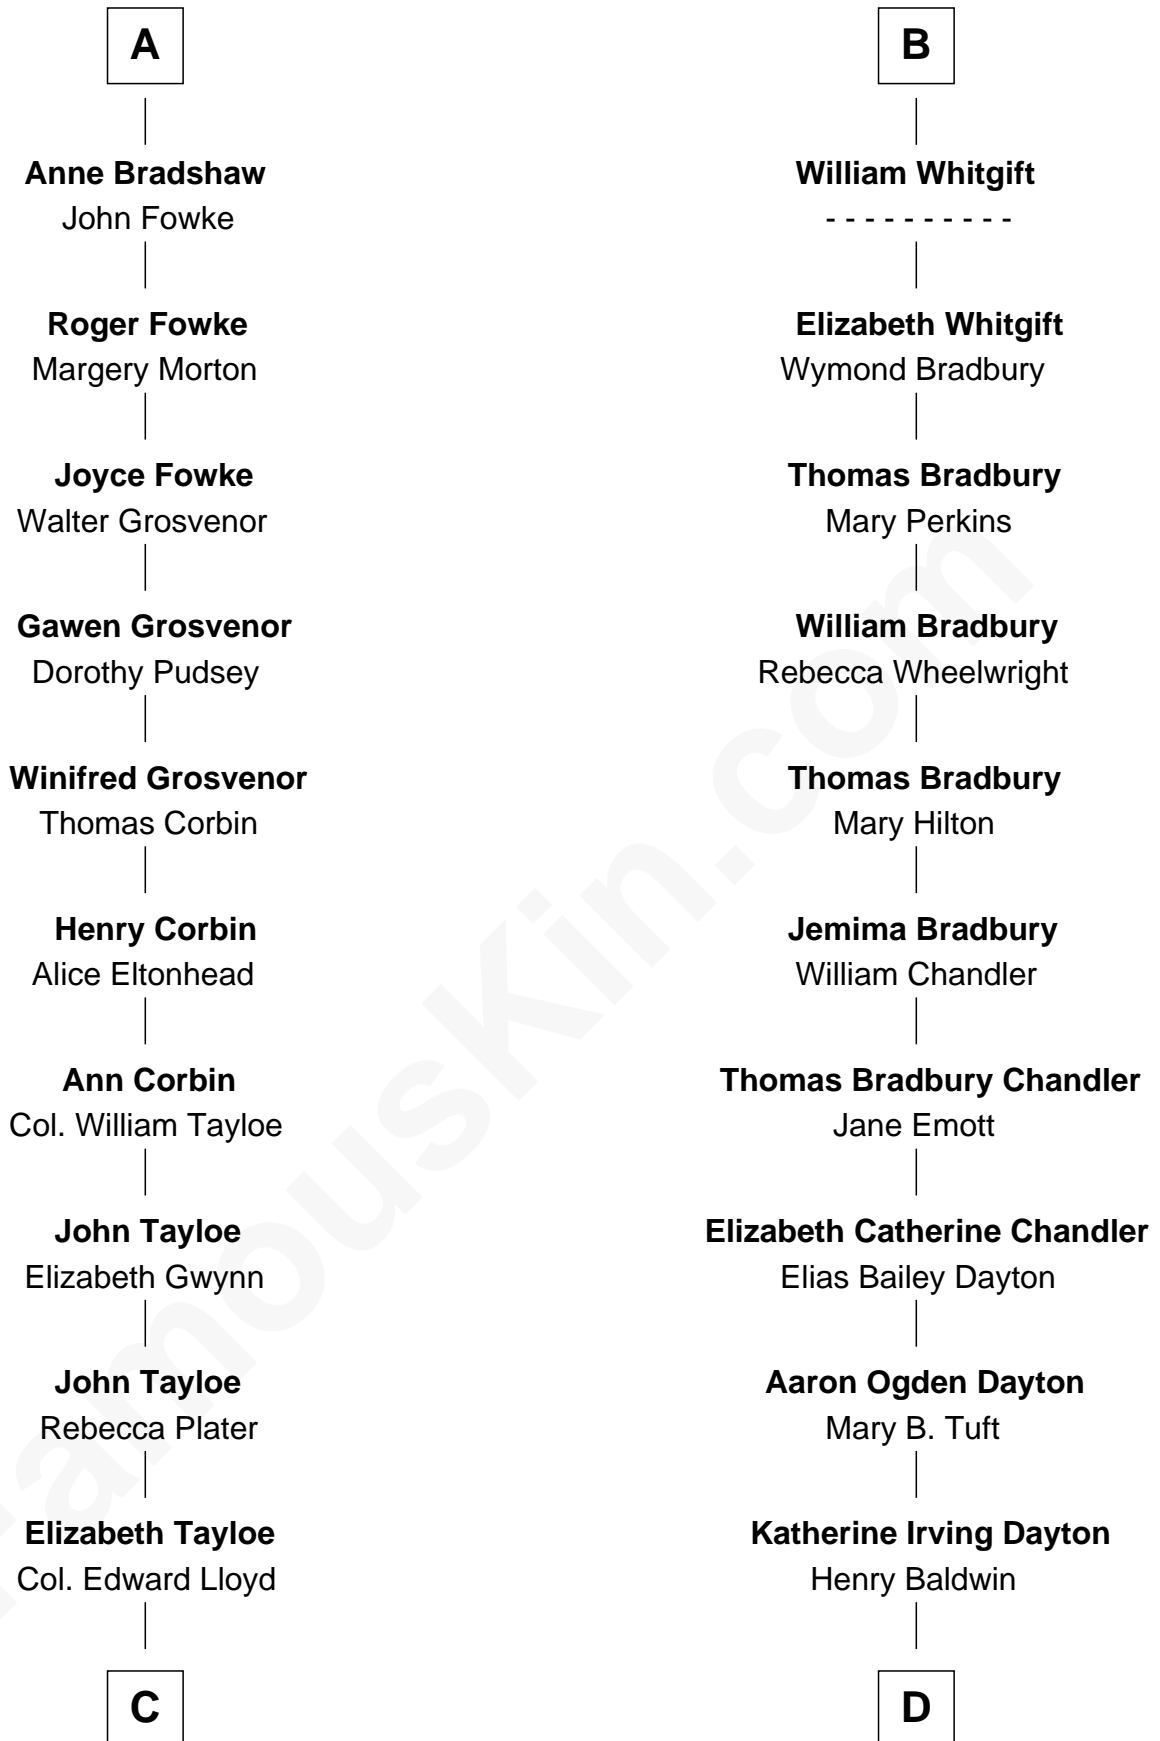 A
Anne Bradshaw
John Fowke
Roger Fowke
Margery Morton
Joyce Fowke
Walter Grosvenor
Gawen Grosvenor
Dorothy Pudsey
Winifred Grosvenor
Thomas Corbin
Henry Corbin
Alice Eltonhead
Ann Corbin
Col. William Tayloe
John Tayloe
Elizabeth Gwynn
John Tayloe
Rebecca Plater
Elizabeth Tayloe
Col. Edward Lloyd
C
B
William Whitgift
- - - - - - - - - -
Elizabeth Whitgift
Wymond Bradbury
Thomas Bradbury
Mary Perkins
William Bradbury
Rebecca Wheelwright
Thomas Bradbury
Mary Hilton
Jemima Bradbury
William Chandler
Thomas Bradbury Chandler
Jane Emott
Elizabeth Catherine Chandler
Elias Bailey Dayton
Aaron Ogden Dayton
Mary B. Tuft
Katherine Irving Dayton
Henry Baldwin
D
FamousKin.com